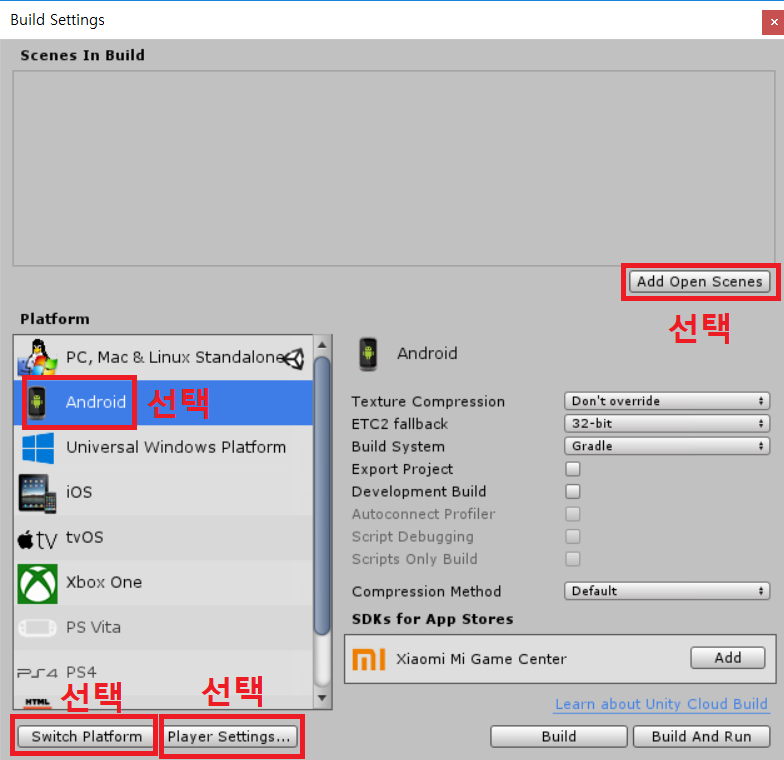 Build Settings
Scenes In Build
Add Open Scenes
선택
Platform
PC, Mac & Linux Standalone
Android
선택
Universal Windows Platform
iOS
tv
tvOS
Xbox One
PS Vita
PS4
PS4
HTML
선택
선택
Switch Platform
Player Settings...
Android
Texture Compression
Don't override
ETC2 fallback
32-bit
Build System
Gradle
Export Project
Development Build
Autoconnect Profiler
Script Debugging
Scripts Only Build
Compression Method
Default
SDKs for App Stores
MI
Xiaomi Mi Game Center
Add
Learn about Unity Cloud Build
Build
Build And Run